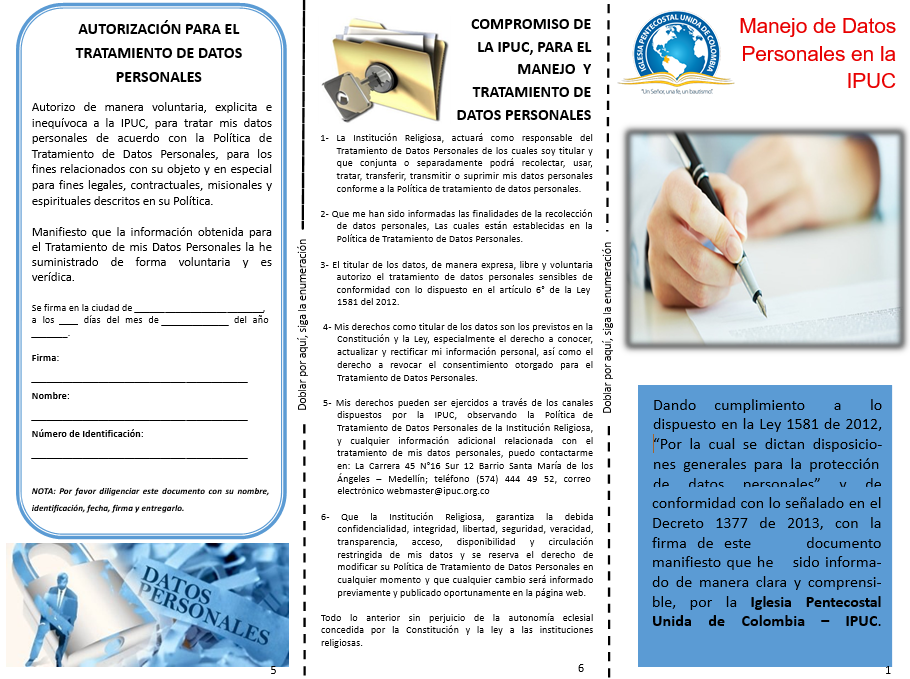 AUTORIZACIÓN PARA EL
TRATAMIENTO DE DATOS
PERSONALES
Autorizo de manera voluntaria, explicita e
inequívoca a la IPUC, para tratar mis datos
personales de acuerdo con la Política de
Tratamiento de Datos Personales, para los
fines relacionados con su objeto y en especial
para fines legales, contractuales, misionales y
espirituales descritos en su Política.
Manifiesto que la información obtenida para
el Tratamiento de mis Datos Personales la he
suministrado de forma voluntaria y es
verídica.
Se firma en la ciudad de ___________________________,
a los ____ días del mes de ______________ del año
________.
Firma:
Nombre:
Número de Identificación:
NOTA: Por favor diligenciar este documento con su nombre,
identificación, fecha, firma y entregarlo.
DATOS
PERSONALES
5
Doblar por aquí, siga la enumeración
COMPROMISO DE
LA IPUC, PARA EL
MANEJO Y
TRATAMIENTO DE
DATOS PERSONALES
1- La Institución Religiosa, actuará como responsable del
Tratamiento de Datos Personales de los cuales soy titular y
que conjunta o separadamente podrá recolectar, usar,
tratar, transferir, transmitir o suprimir mis datos personales
conforme a la Política de tratamiento de datos personales.
2- Que me han sido informadas las finalidades de la recolección
de datos personales, Las cuales están establecidas en la
Política de Tratamiento de Datos Personales.
3- El titular de los datos, de manera expresa, libre y voluntaria
autorizo el tratamiento de datos personales sensibles de
conformidad con lo dispuesto en el artículo 6° de la Ley
1581 del 2012.
4- Mis derechos como titular de los datos son los previstos en la
Constitución y la Ley, especialmente el derecho a conocer,
actualizar y rectificar mi información personal, así como el
derecho a revocar el consentimiento otorgado para el
Tratamiento de Datos Personales.
5- Mis derechos pueden ser ejercidos a través de los canales
dispuestos por la IPUC, observando la Política de
Tratamiento de Datos Personales de la Institución Religiosa,
y cualquier información adicional relacionada con el
tratamiento de mis datos personales, puedo contactarme
en: La Carrera 45 N°16 Sur 12 Barrio Santa María de los
Ángeles – Medellín; teléfono (574) 444 49 52, correo
electrónico webmaster@ipuc.org.co
6- Que la Institución Religiosa, garantiza la debida
confidencialidad, integridad, libertad, seguridad, veracidad,
transparencia, acceso, disponibilidad y circulación
restringida de mis datos y se reserva el derecho de
modificar su Política de Tratamiento de Datos Personales en
cualquier momento y que cualquier cambio será informado
previamente y publicado oportunamente en la página web.
Todo lo anterior sin perjuicio de la autonomía eclesial
concedida por la Constitución y la ley a las instituciones
religiosas.
6
Doblar por aquí, siga la enumeración
IGLESIA PENTECOSTAL UNIDA DE COLOMBIA
"Un Señor, una fe, un bautismo".
Manejo de Datos
Personales en la
IPUC
Dando cumplimiento a lo
dispuesto en la Ley 1581 de 2012,
“Por la cual se dictan disposicio-
nes generales para la protección
de datos personales” y de
conformidad con lo señalado en el
Decreto 1377 de 2013, con la
firma de este documento
manifiesto que he sido informa-
do de manera clara y comprensi-
ble, por la Iglesia Pentecostal
Unida de Colombia – IPUC.
1